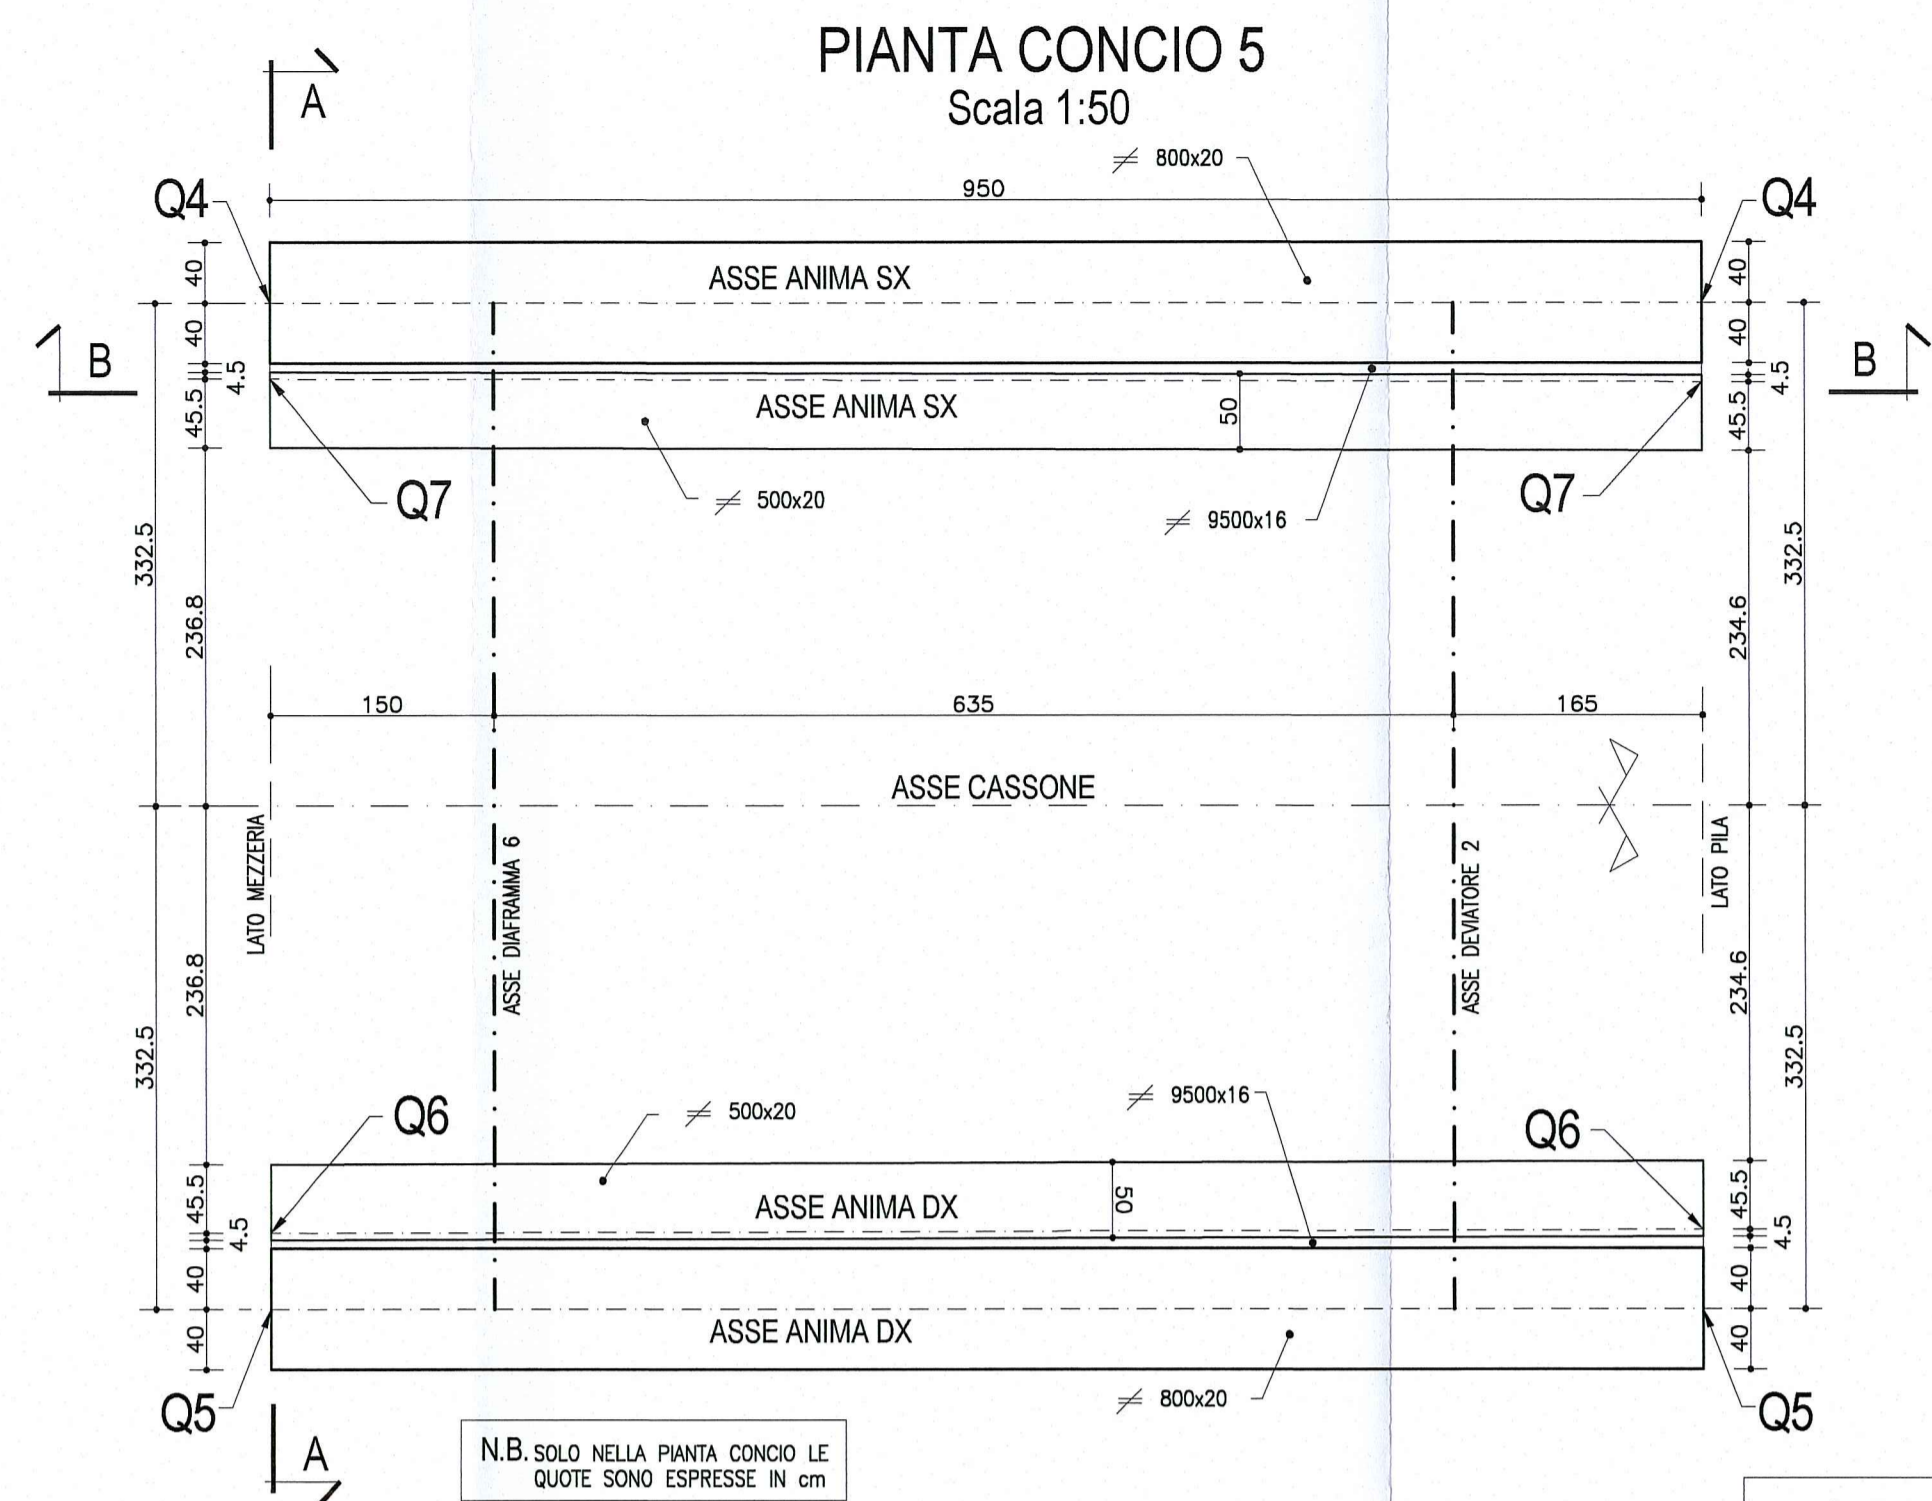 PIANTA CONCIO 5
Scala 1:50
A
800x20
950
Q4
Q4
40
ASSE ANIMA SX
40
40
40
B
4.5
4.5
B
45.5
ASSE ANIMA SX
50
45.5
Q7
500x20
9500x16
Q7
332.5
332.5
236.8
234.6
150
635
165
ASSE CASSONE
LATO MEZZERIA
ASSE DIAFRAMMA 6
ASSE DEVIATORE 2
LATO PILA
236.8
234.6
332.5
332.5
Q6
500x20
9500x16
Q6
45.5
ASSE ANIMA DX
50
45.5
4.5
4.5
40
40
40
ASSE ANIMA DX
40
Q5
800x20
Q5
A
N.B. SOLO NELLA PIANTA CONCIO LE
QUOTE SONO ESPRESSE IN cm